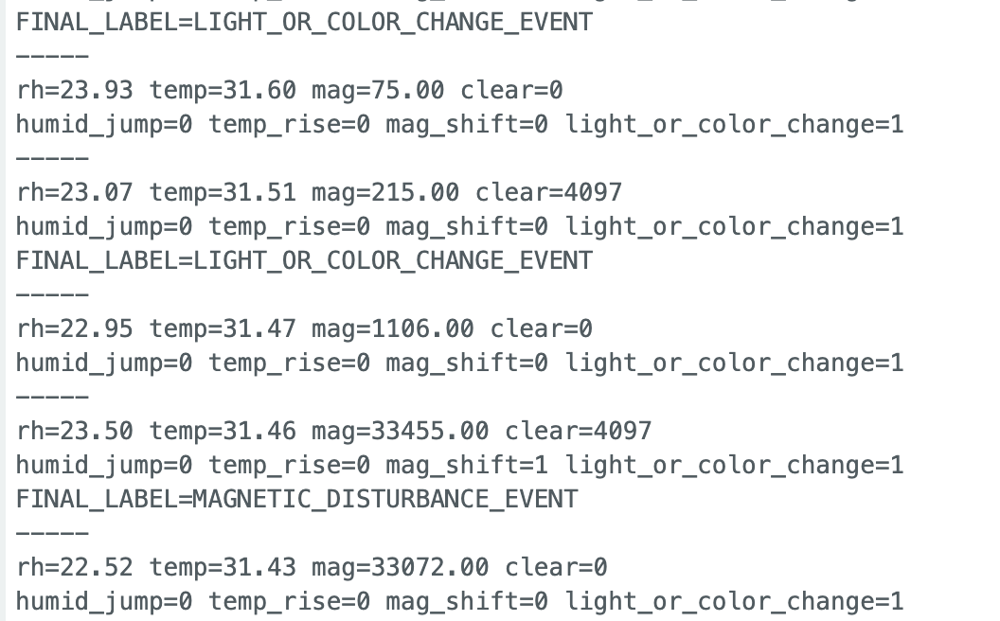 FINAL_LABEL=LIGHT_OR_COLOR_CHANGE_EVENT
-----
rh=23.93 temp=31.60 mag=75.00 clear=0
humid_jump=0 temp_rise=0 mag_shift=0 light_or_color_change=1
-----
rh=23.07 temp=31.51 mag=215.00 clear=4097
humid_jump=0 temp_rise=0 mag_shift=0 light_or_color_change=1
FINAL_LABEL=LIGHT_OR_COLOR_CHANGE_EVENT
-----
rh=22.95 temp=31.47 mag=1106.00 clear=0
humid_jump=0 temp_rise=0 mag_shift=0 light_or_color_change=1
-----
rh=23.50 temp=31.46 mag=33455.00 clear=4097
humid_jump=0 temp_rise=0 mag_shift=1 light_or_color_change=1
FINAL_LABEL=MAGNETIC_DISTURBANCE_EVENT
-----
rh=22.52 temp=31.43 mag=33072.00 clear=0
humid_jump=0 temp_rise=0 mag_shift=0 light_or_color_change=1